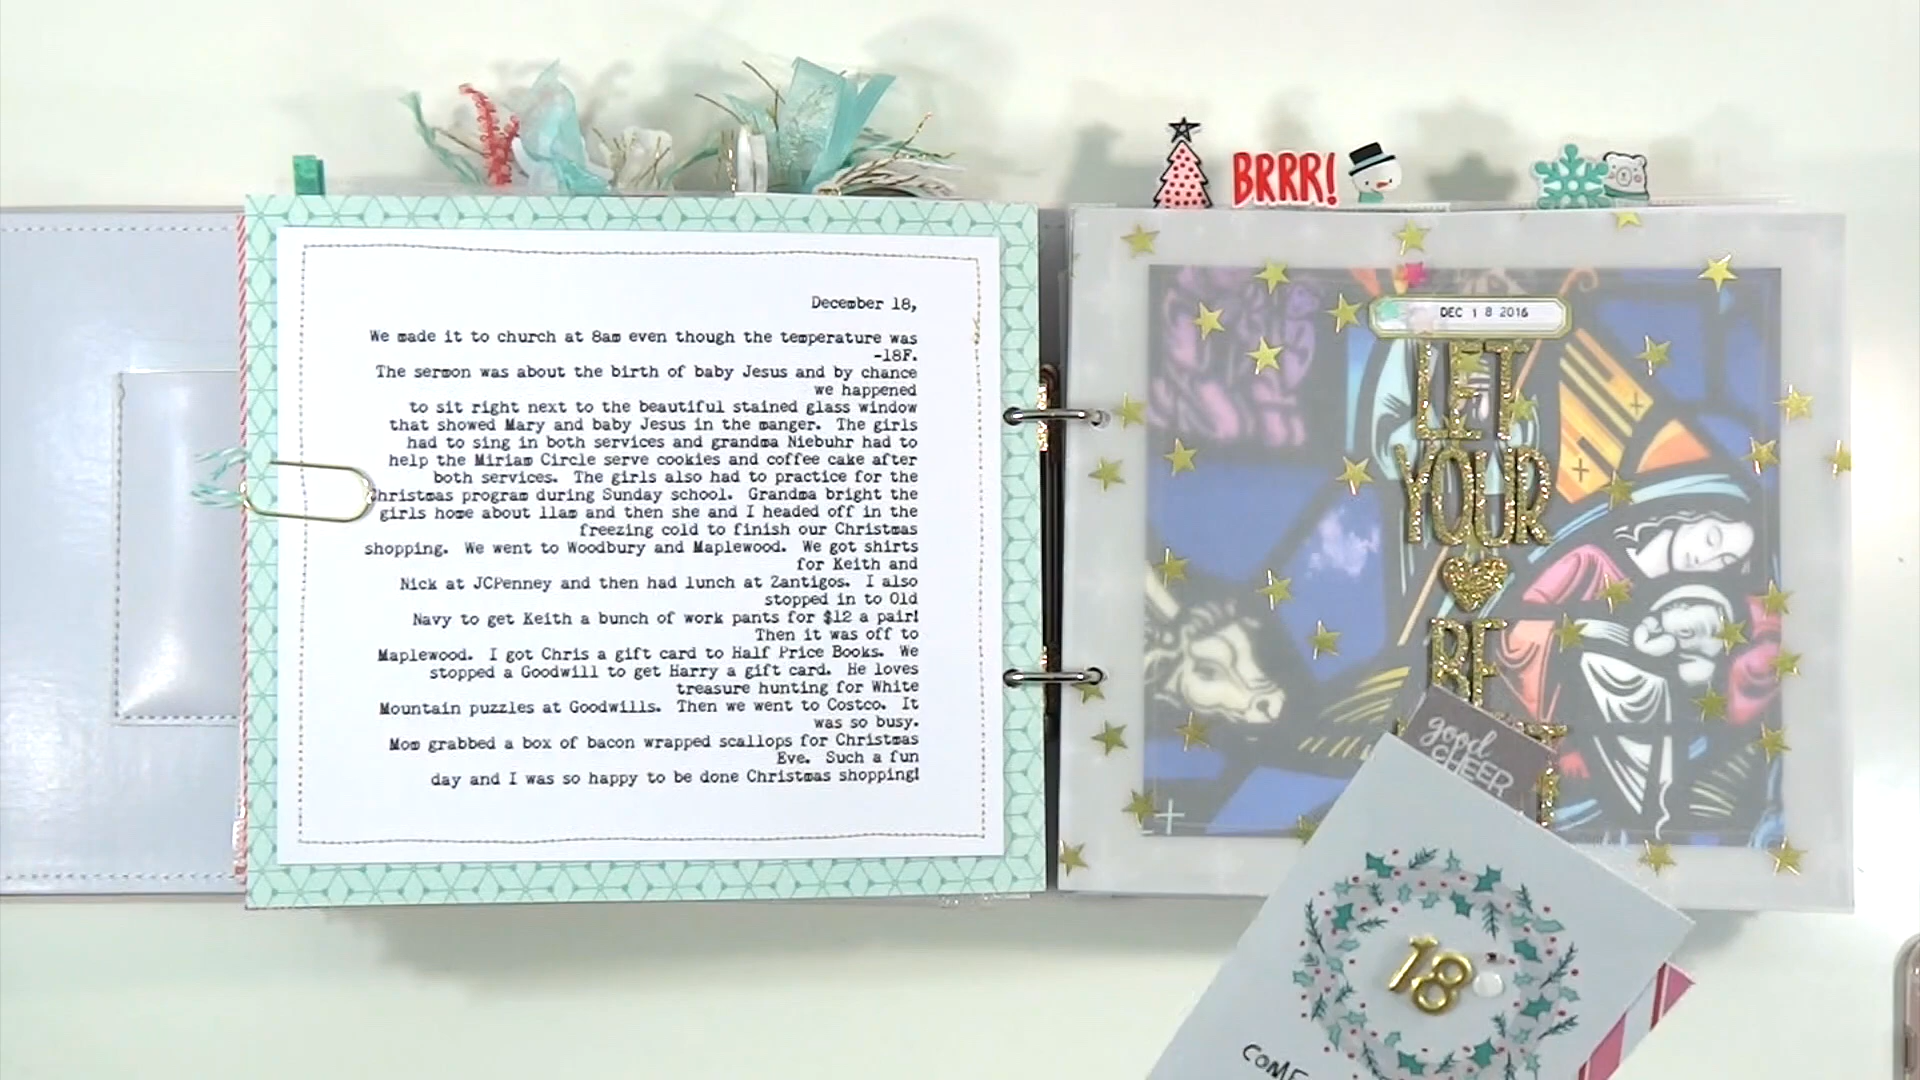 December 18,
We made it to church at 8am even though the temperature was
-18F.
The sermon was about the birth of baby Jesus and by chance
we happened
to sit right next to the beautiful stained glass window
that showed Mary and baby Jesus in the manger. The girls
had to sing in both services and grandma Niebuhr had to
help the Miriam Circle serve cookies and coffee cake after
both services. The girls also had to practice for the
Christmas program during Sunday school. Grandma bright the
girls home about 11am and then she and I headed off in the
freezing cold to finish our Christmas
shopping. We went to Woodbury and Maplewood. We got shirts
for Keith and
Nick at JCPenney and then had lunch at Zantigos. I also
stopped in to Old
Navy to get Keith a bunch of work pants for $12 a pair!
Then it was off to
Maplewood. I got Chris a gift card to Half Price Books. We
stopped a Goodwill to get Harry a gift card. He loves
treasure hunting for White
Mountain puzzles at Goodwills. Then we went to Costco. It
was so busy.
Mom grabbed a box of bacon wrapped scallops for Christmas
Eve. Such a fun
day and I was so happy to be done Christmas shopping!
BRRR!
DEC 18 2016
LET
YOUR
BE
good
CHEER
18
COME